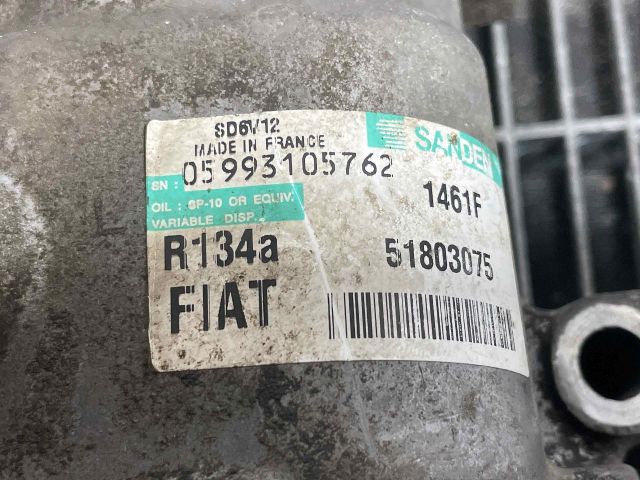 SD6V12
MADE IN FRANCE
SANDEN
SN : 05993105762
OIL : SP-10 OR EQUIV.
VARIABLE DISP.
1461F
R134a
51803075
FIAT